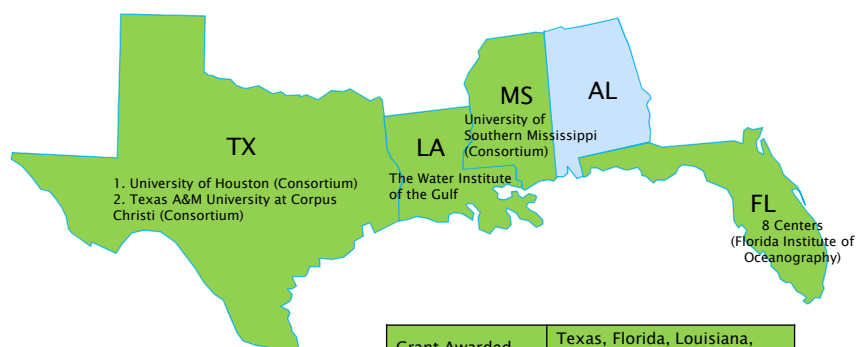 TX
1. University of Houston (Consortium)
2. Texas A&M University at Corpus
Christi (Consortium)
LA
The Water Institute
of the Gulf
MS
University of
Southern Mississippi
(Consortium)
AL
FL
8 Centers
(Florida Institute of
Oceanography)
Grant Awarded
Texas, Florida, Louisiana,